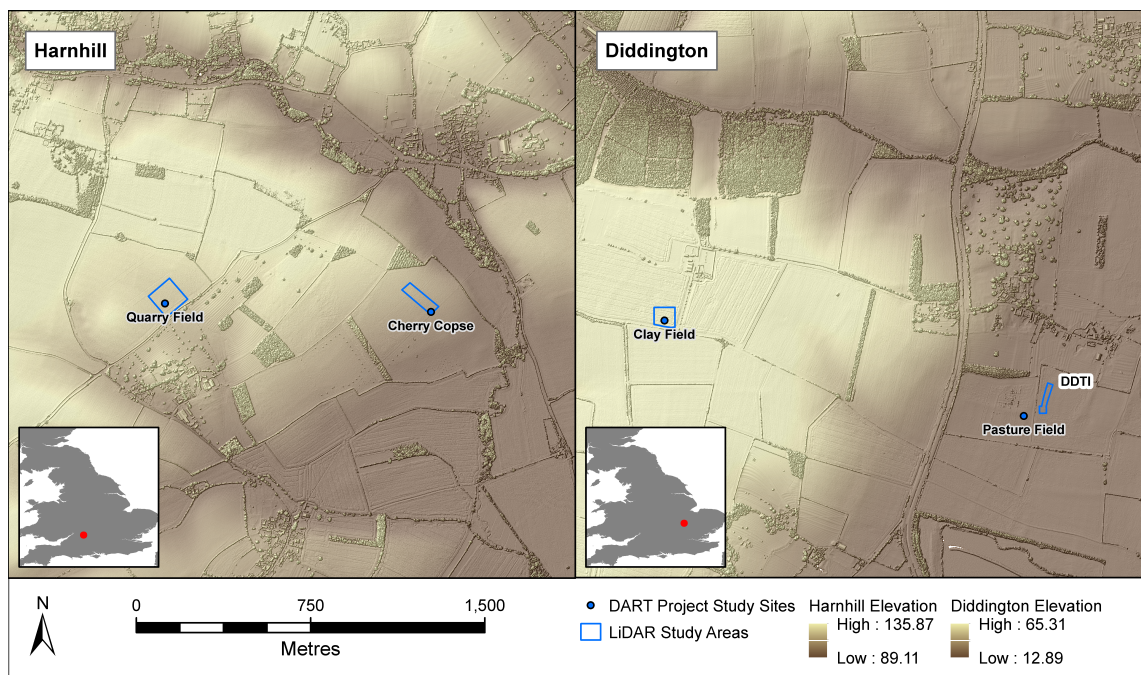 Harnhill
Diddington
Quarry Field
Cherry Copse
Clay Field
DDTI
Pasture Field
N
0 750 1,500
Metres
DART Project Study Sites
LiDAR Study Areas
Harnhill Elevation
High : 135.87
Low : 89.11
Diddington Elevation
High : 65.31
Low : 12.89